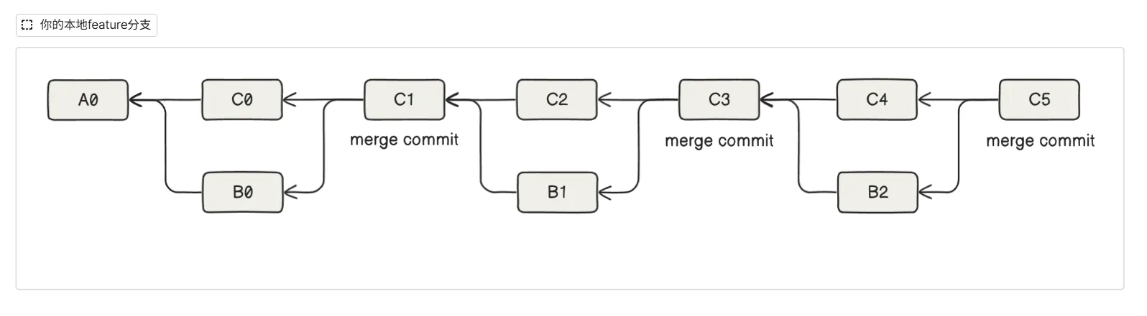 你的本地feature分支
A0
C0
C1
C2
C3
C4
C5
merge commit
merge commit
merge commit
B0
B1
B2